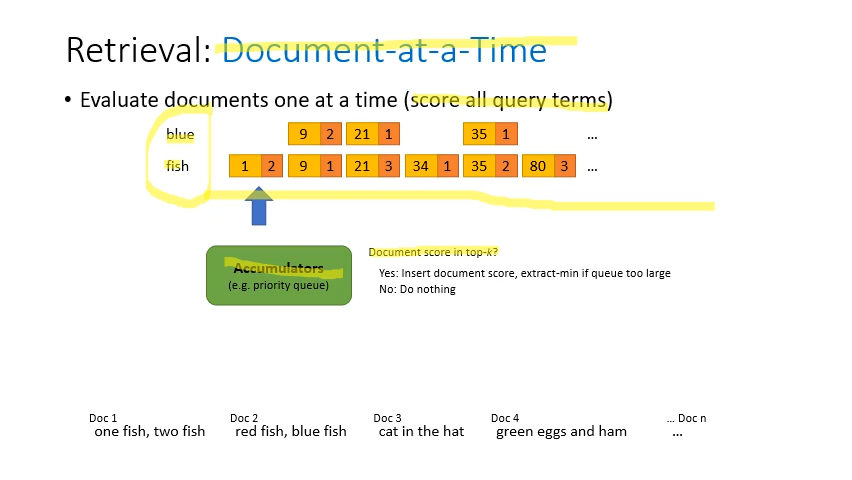 Retrieval: Document-at-a-Time
• Evaluate documents one at a time (score all query terms)
blue 9 2 21 1 35 1 ...
fish 1 2 9 1 21 3 34 1 35 2 80 3 ...
Accumulators
(e.g. priority queue)
Document score in top-k?
Yes: Insert document score, extract-min if queue too large
No: Do nothing
Doc 1 Doc 2 Doc 3 Doc 4 ... Doc n
one fish, two fish red fish, blue fish cat in the hat green eggs and ham ...